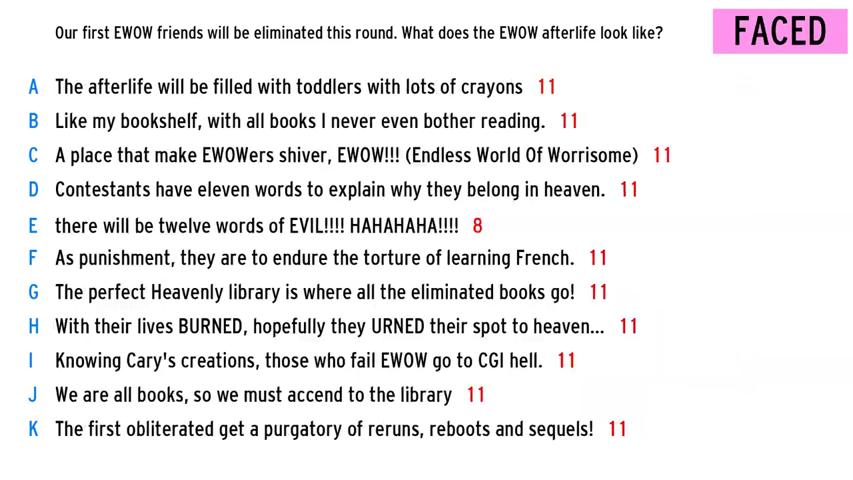 Our first EWOW friends will be eliminated this round. What does the EWOW afterlife look like?
FACED
A The afterlife will be filled with toddlers with lots of crayons 11
B Like my bookshelf, with all books I never even bother reading. 11
C A place that make EWOWers shiver, EWOW!!! (Endless World Of Worrisome) 11
D Contestants have eleven words to explain why they belong in heaven. 11
E there will be twelve words of EVIL!!!! HAHAHAHA!!!! 8
F As punishment, they are to endure the torture of learning French. 11
G The perfect Heavenly library is where all the eliminated books go! 11
H With their lives BURNED, hopefully they URNED their spot to heaven... 11
I Knowing Cary's creations, those who fail EWOW go to CGI hell. 11
J We are all books, so we must accend to the library 11
K The first obliterated get a purgatory of reruns, reboots and sequels! 11